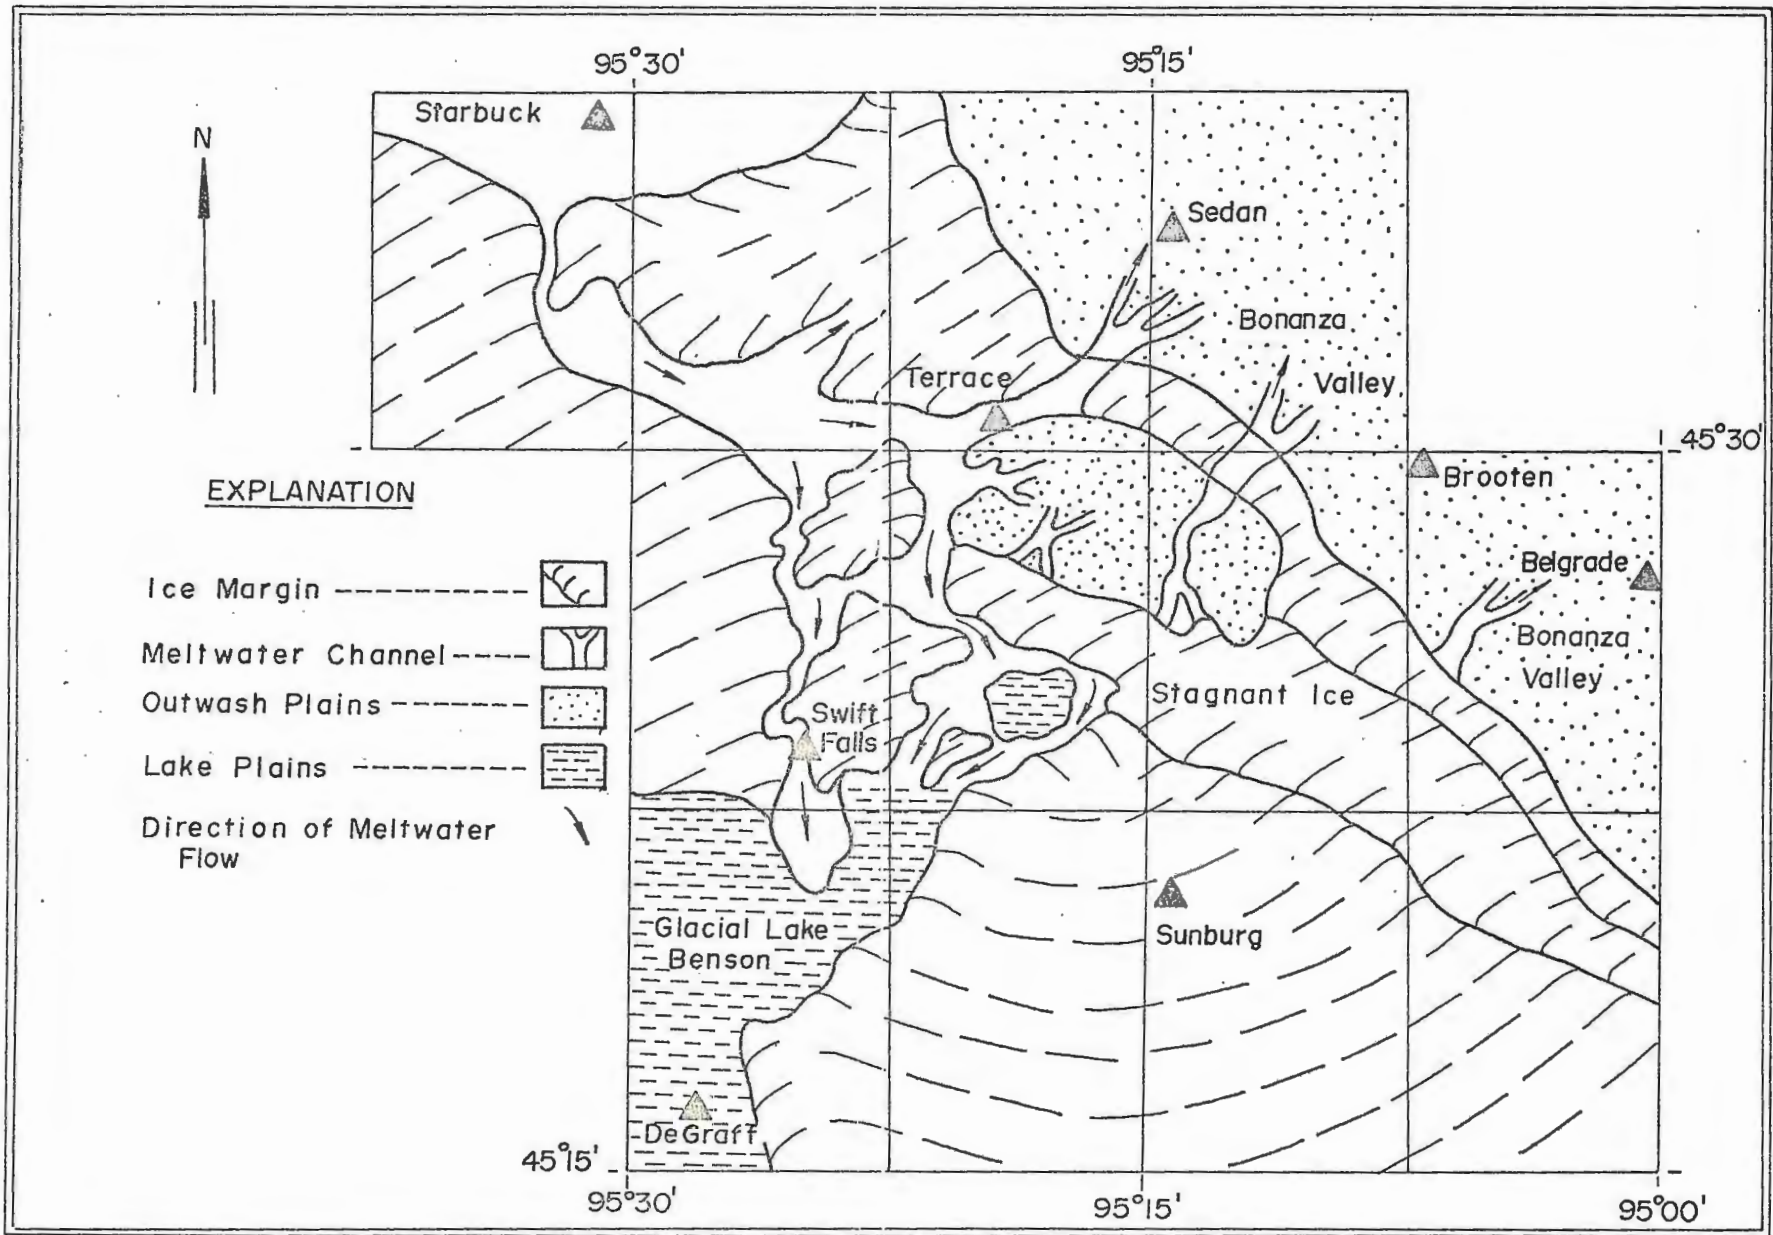 95°30'
95°15'
Starbuck
N
Sedan
Bonanza
Valley
Terrace
45°30'
Brooten
EXPLANATION
Ice Margin
Meltwater Channel
Outwash Plains
Lake Plains
Direction of Meltwater
Flow
Belgrade
Bonanza
Valley
Stagnant Ice
Swift
Falls
Glacial Lake
Benson
Sunburg
DeGraff
45°15'
95°30'
95°15'
95°00'